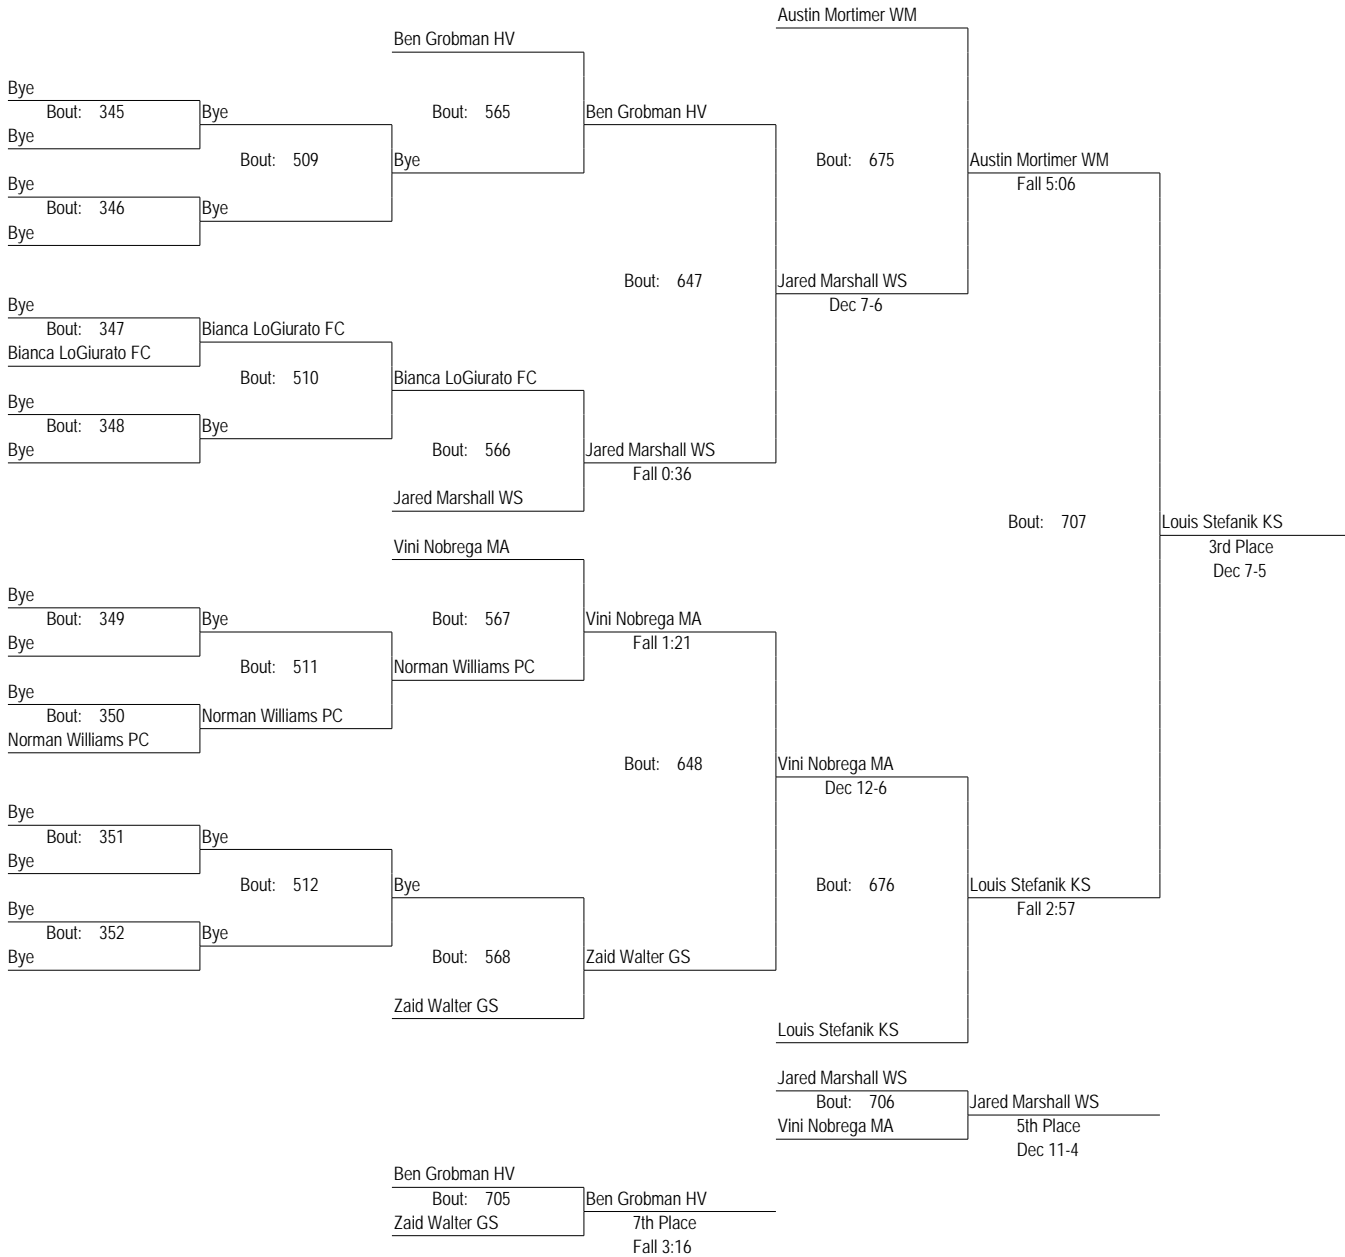 Austin Mortimer WM
Ben Grobman HV
Bye
Bout: 345
Bye
Bout: 565
Ben Grobman HV
Bye
Bout: 509
Bye
Bout: 675
Austin Mortimer WM
Bye
Fall 5:06
Bout: 346
Bye
Bye
Bout: 647
Jared Marshall WS
Bye
Dec 7-6
Bout: 347
Bianca LoGiurato FC
Bianca LoGiurato FC
Bout: 510
Bianca LoGiurato FC
Bye
Bout: 348
Bye
Bye
Bout: 566
Jared Marshall WS
Fall 0:36
Jared Marshall WS
Bout: 707
Louis Stefanik KS
3rd Place
Dec 7-5
Vini Nobrega MA
Bye
Bout: 349
Bye
Bout: 567
Vini Nobrega MA
Bye
Fall 1:21
Bout: 511
Norman Williams PC
Bye
Bout: 350
Norman Williams PC
Norman Williams PC
Bout: 648
Vini Nobrega MA
Dec 12-6
Bye
Bout: 351
Bye
Bye
Bout: 512
Bye
Bout: 676
Louis Stefanik KS
Fall 2:57
Bye
Bout: 352
Bye
Bye
Bout: 568
Zaid Walter GS
Zaid Walter GS
Louis Stefanik KS
Jared Marshall WS
Bout: 706
Jared Marshall WS
Vini Nobrega MA
5th Place
Dec 11-4
Ben Grobman HV
Bout: 705
Ben Grobman HV
Zaid Walter GS
7th Place
Fall 3:16